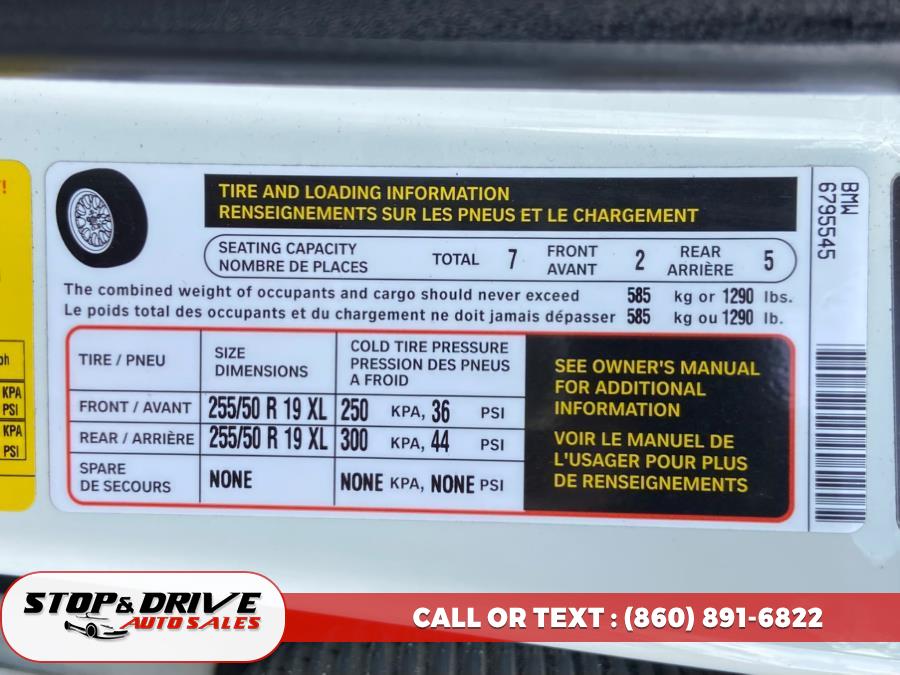 !
ph
KPA
PSI
KPA
PSI
TIRE AND LOADING INFORMATION
RENSEIGNEMENTS SUR LES PNEUS ET LE CHARGEMENT
SEATING CAPACITY
NOMBRE DE PLACES
TOTAL 7
FRONT
AVANT
2
REAR
ARRIÈRE
5
The combined weight of occupants and cargo should never exceed 585 kg or 1290 lbs.
Le poids total des occupants et du chargement ne doit jamais dépasser 585 kg ou 1290 lb.
TIRE / PNEU
SIZE
DIMENSIONS
COLD TIRE PRESSURE
PRESSION DES PNEUS
A FROID
FRONT / AVANT 255/50 R 19 XL 250 KPA, 36 PSI
REAR / ARRIÈRE 255/50 R 19 XL 300 KPA, 44 PSI
SPARE
DE SECOURS
NONE
NONE KPA, NONE PSI
SEE OWNER'S MANUAL
FOR ADDITIONAL
INFORMATION
VOIR LE MANUEL DE
L'USAGER POUR PLUS
DE RENSEIGNEMENTS
BMW
6795545
STOP & DRIVE
AUTO SALES
CALL OR TEXT : (860) 891-6822